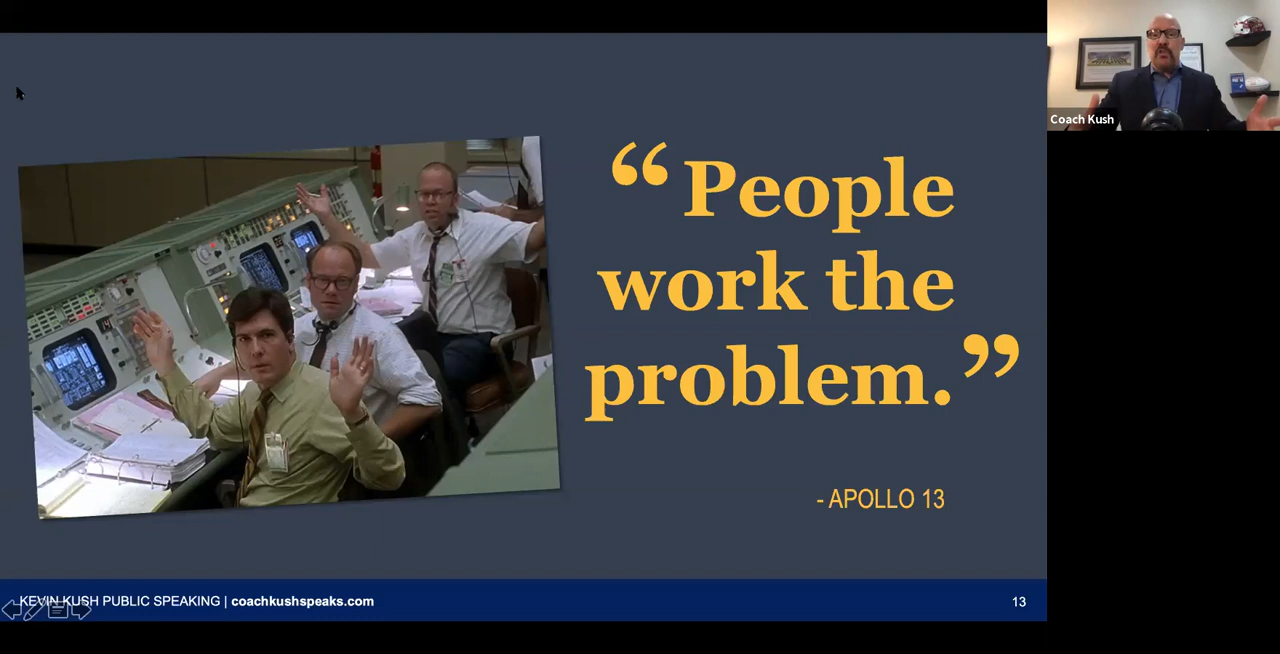 “People
work the
problem.”
- APOLLO 13
KEVIN KUSH PUBLIC SPEAKING | coachkushspeaks.com
13
Coach Kush